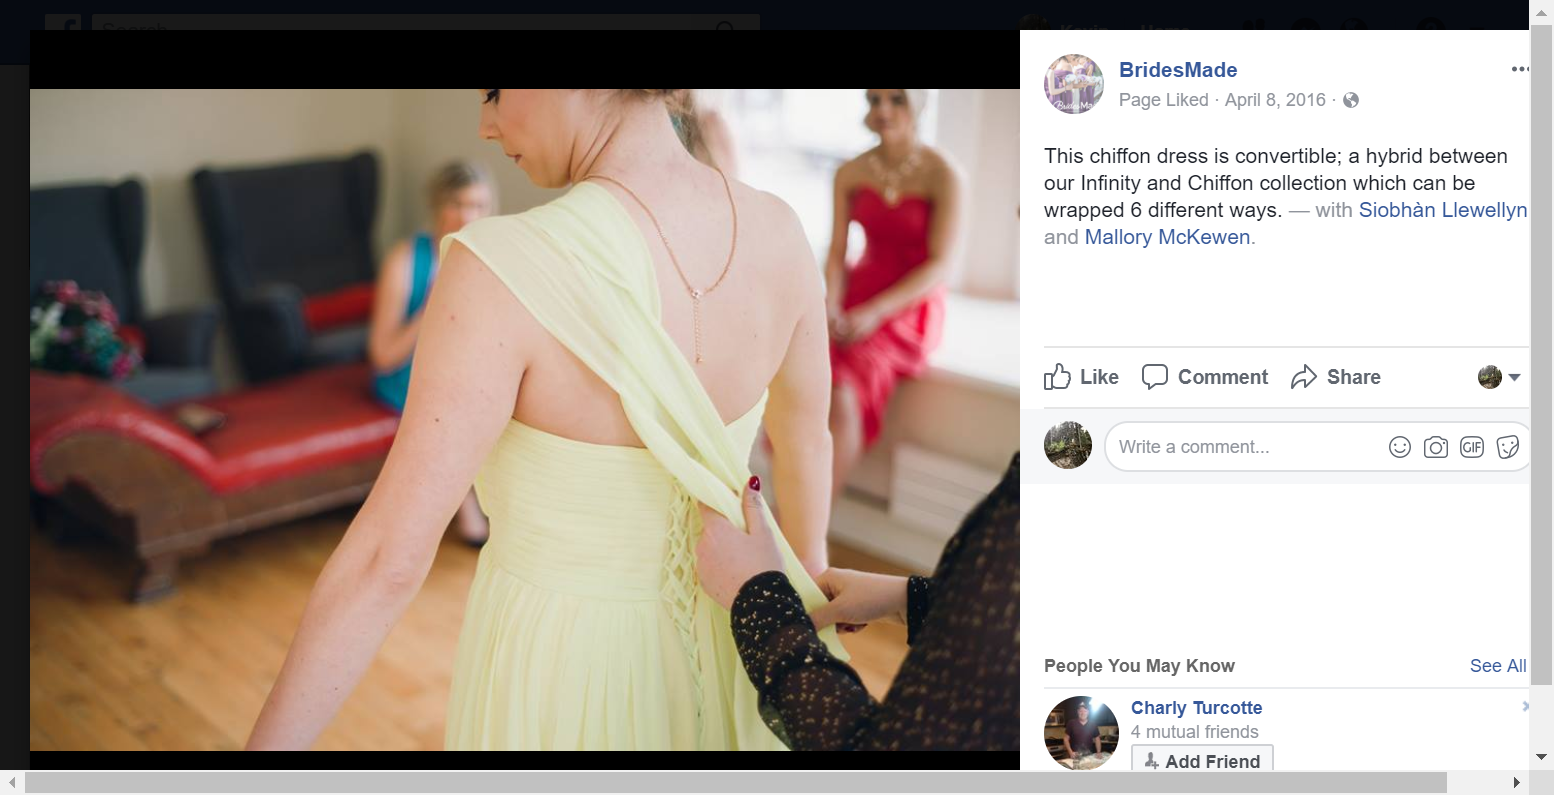 Search
BridesMade
Page Liked · April 8, 2016 ·
This chiffon dress is convertible; a hybrid between
our Infinity and Chiffon collection which can be
wrapped 6 different ways. — with Siobhàn Llewellyn
and Mallory McKewen.
Like Comment Share
Write a comment...
GIF
People You May Know
See All
Charly Turcotte
4 mutual friends
Add Friend